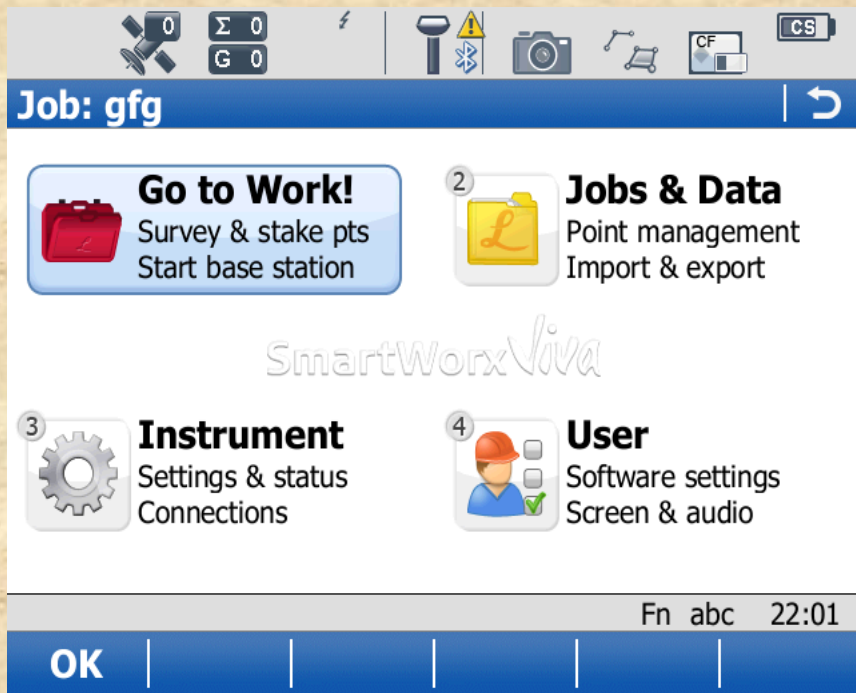 0
Σ 0
G 0
CF
CS
Job: gfg
Go to Work!
Survey & stake pts
Start base station
2
Jobs & Data
Point management
Import & export
SmartWorx Viva
3
Instrument
Settings & status
Connections
4
User
Software settings
Screen & audio
Fn abc 22:01
OK